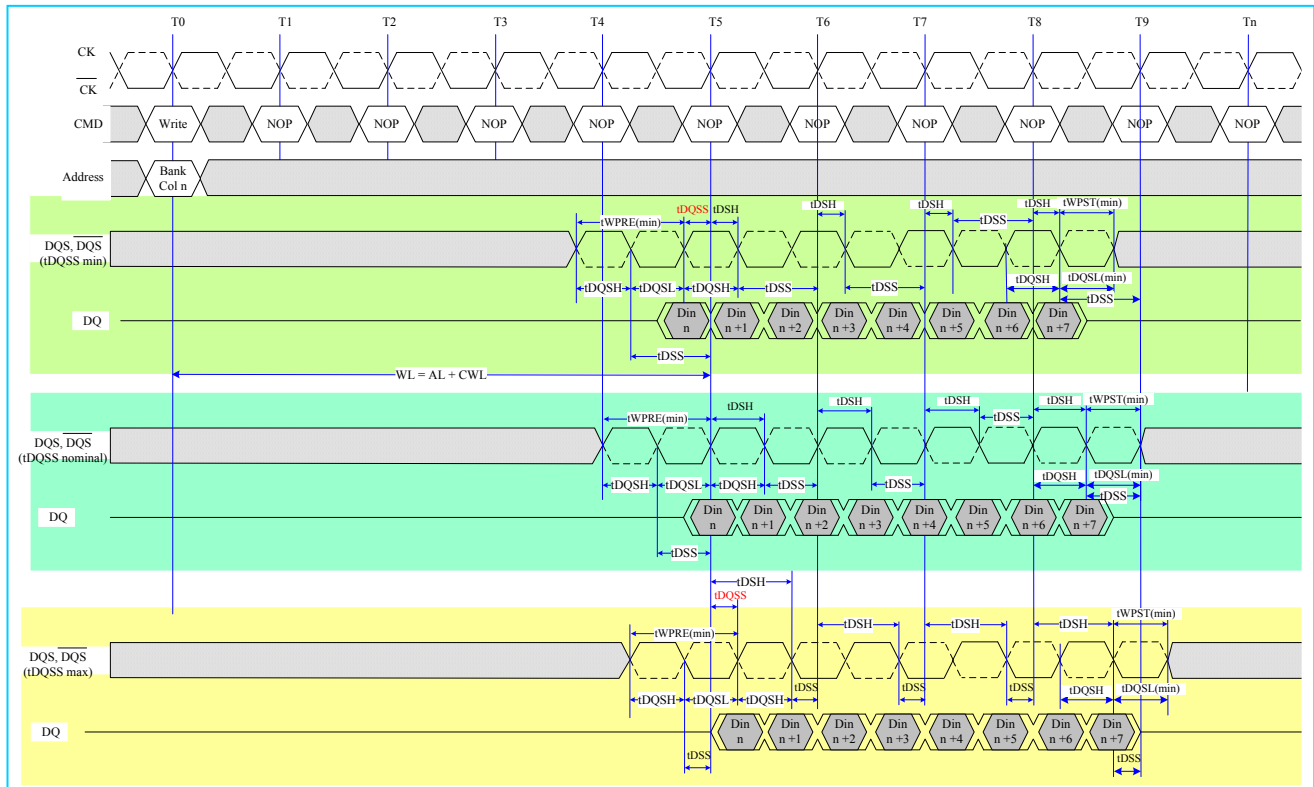 T0 T1 T2 T3 T4 T5 T6 T7 T8 T9 Tn
CK
CK
CMD Write NOP NOP NOP NOP NOP NOP NOP NOP NOP NOP
Address Bank
Col n
tDQSS tDSH tDSH tDSH tDSH tWPST(min)
tWPRE(min) tDSS
DQS, DQS
(tDQSS min)
tDQSH tDQSL tDQSH tDSS tDSS tDQSH tDQSL(min)
tDSS
DQ Din
n Din
n +1 Din
n +2 Din
n +3 Din
n +4 Din
n +5 Din
n +6 Din
n +7
tDSS
WL = AL + CWL
tWPRE(min) tDSH tDSH tDSH tDSH tWPST(min)
tDSS
DQS, DQS
(tDQSS nominal)
tDQSH tDQSL tDQSH tDSS tDSS tDQSH tDQSL(min)
tDSS
DQ Din
n Din
n +1 Din
n +2 Din
n +3 Din
n +4 Din
n +5 Din
n +6 Din
n +7
tDSS
tDSH
tDQSS
tWPRE(min) tDSH tDSH tDSH tWPST(min)
DQS, DQS
(tDQSS max)
tDQSH tDQSL tDQSH tDSS tDSS tDSS tDQSH tDQSL(min)
DQ Din
n Din
n +1 Din
n +2 Din
n +3 Din
n +4 Din
n +5 Din
n +6 Din
n +7
tDSS tDSS